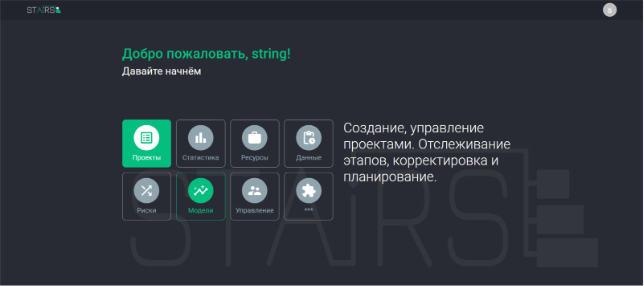 STAiRS
a
Добро пожаловать, string!
Давайте начнём
Проекты
Статистика
Ресурсы
Данные
Создание, управление
проектами. Отслеживание
этапов, корректировка и
планирование.
Риски
Модели
Управление
***
STAiRS